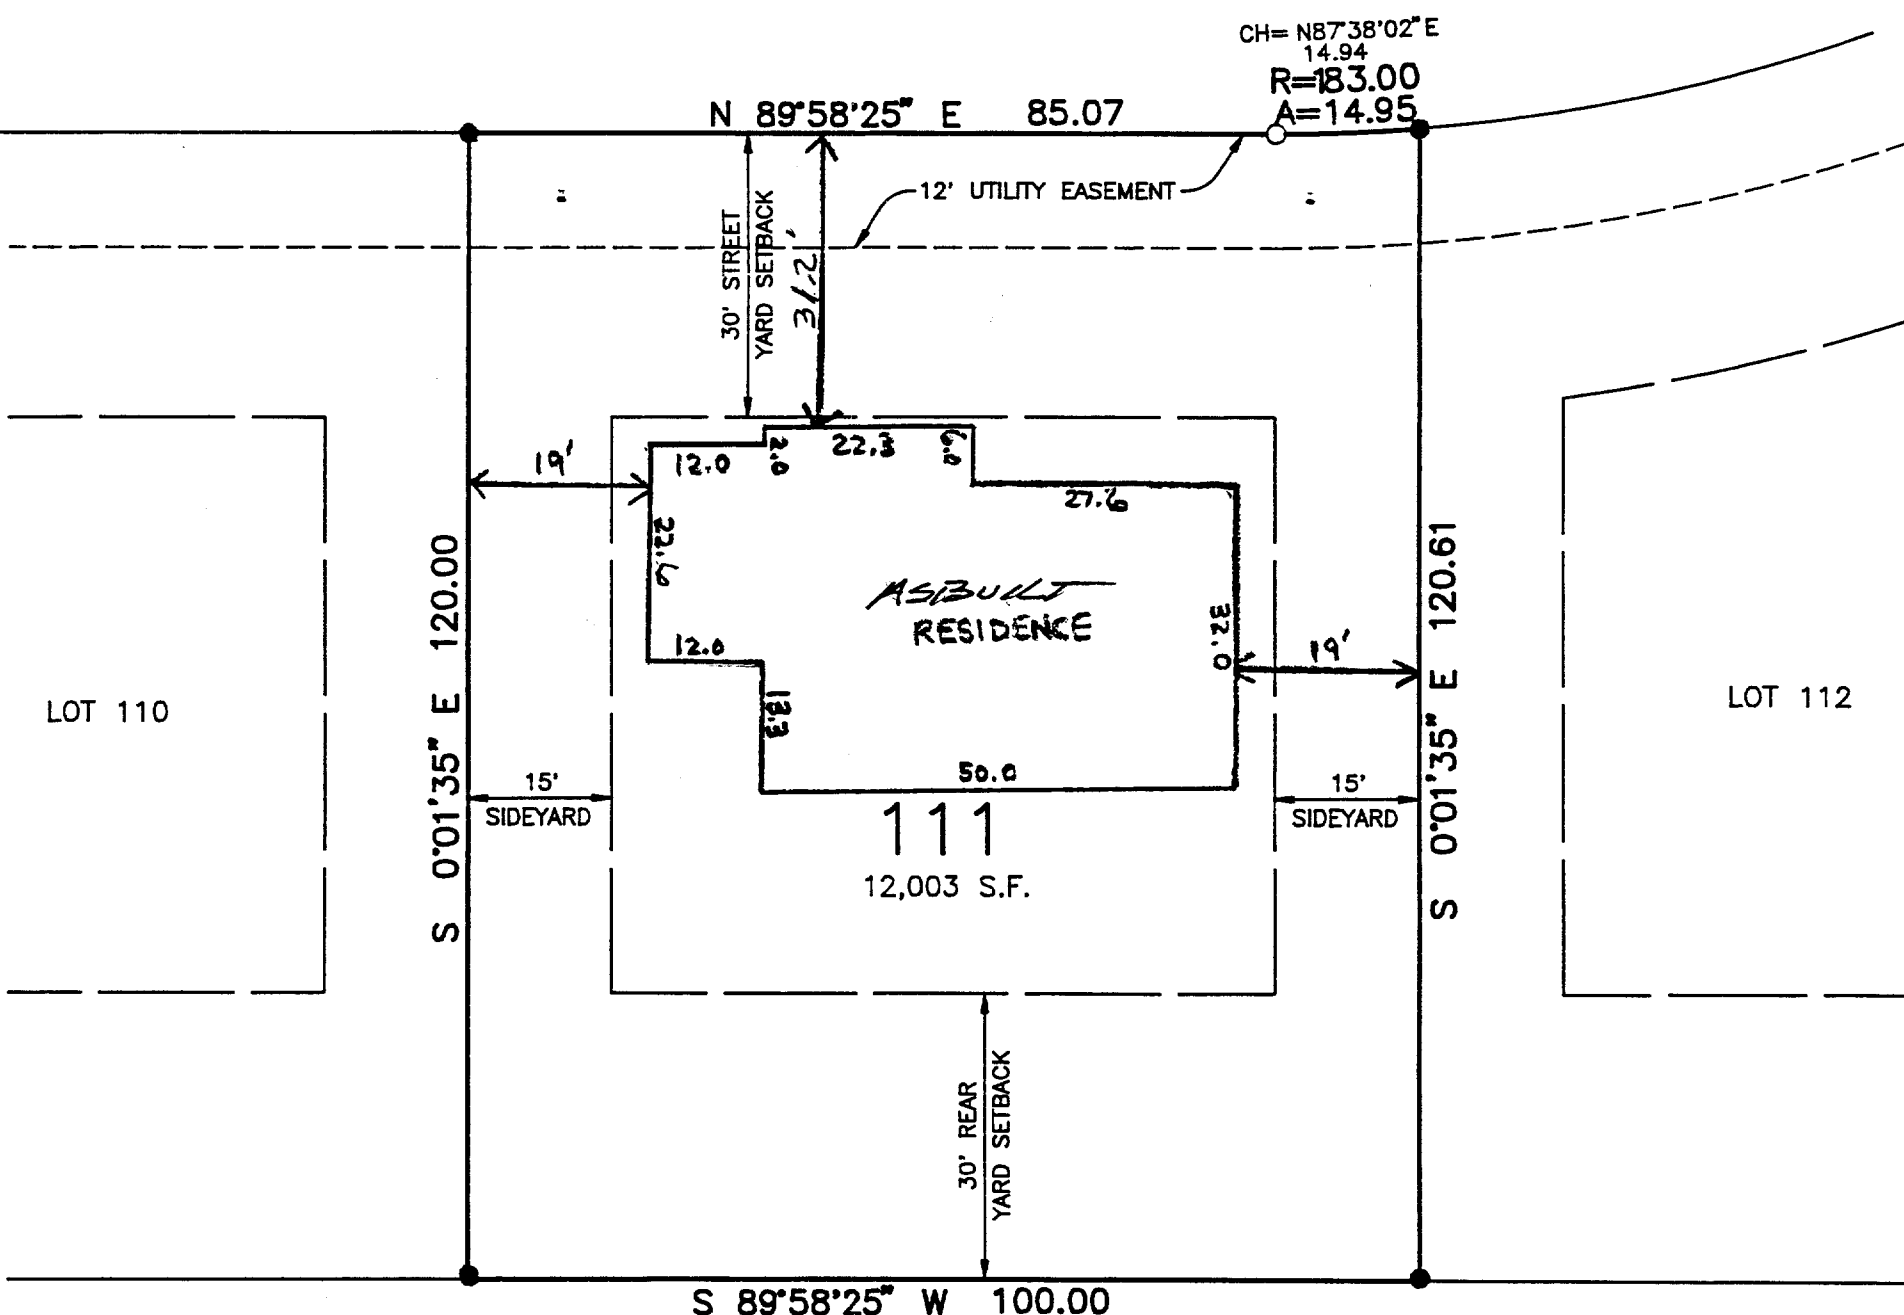 CH= N87°38'02" E
14.94
R=183.00
A=14.95
N 89°58'25" E 85.07
12' UTILITY EASEMENT
30' STREET
YARD SETBACK
31.2'
19'
12.0
2.0
22.3
6.0
27.6
22.6
ASBUILT
RESIDENCE
32.0
19'
12.0
13.3
50.0
S 0°01'35" E 120.00
S 0°01'35" E 120.61
LOT 110
LOT 112
15'
SIDEYARD
15'
SIDEYARD
111
12,003 S.F.
30' REAR
YARD SETBACK
S 89°58'25" W 100.00